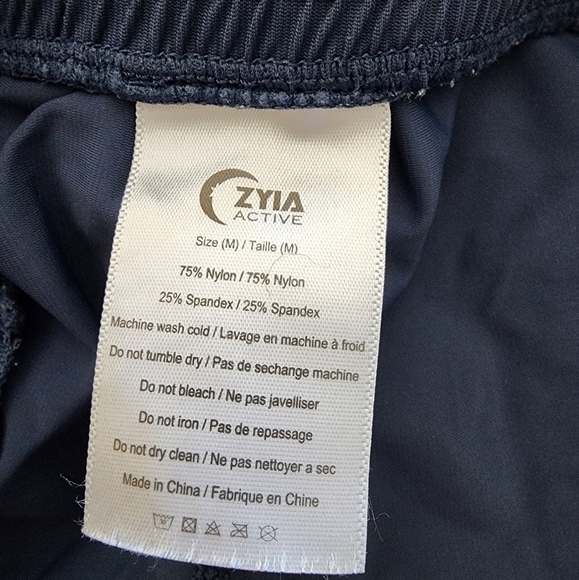 ZYIA
ACTIVE
Size (M) / Taille (M)
75% Nylon / 75% Nylon
25% Spandex / 25% Spandex
Machine wash cold / Lavage en machine à froid
Do not tumble dry / Pas de sechange machine
Do not bleach / Ne pas javelliser
Do not iron / Pas de repassage
Do not dry clean / Ne pas nettoyer a sec
Made in China / Fabrique en Chine